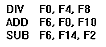 DIV F0, F4, F8
ADD F6, F0, F10
SUB F6, F14, F2